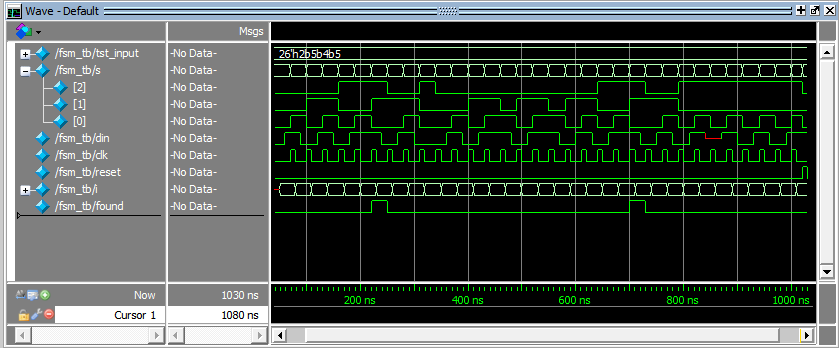 Wave - Default
Msgs
/fsm_tb/tst_input -No Data- 26'h2b5b4b5
/fsm_tb/s -No Data-
[2] -No Data-
[1] -No Data-
[0] -No Data-
/fsm_tb/din -No Data-
/fsm_tb/clk -No Data-
/fsm_tb/reset -No Data-
/fsm_tb/i -No Data-
/fsm_tb/found -No Data-
Now 1030 ns 200 ns 400 ns 600 ns 800 ns 1000 ns
Cursor 1 1080 ns